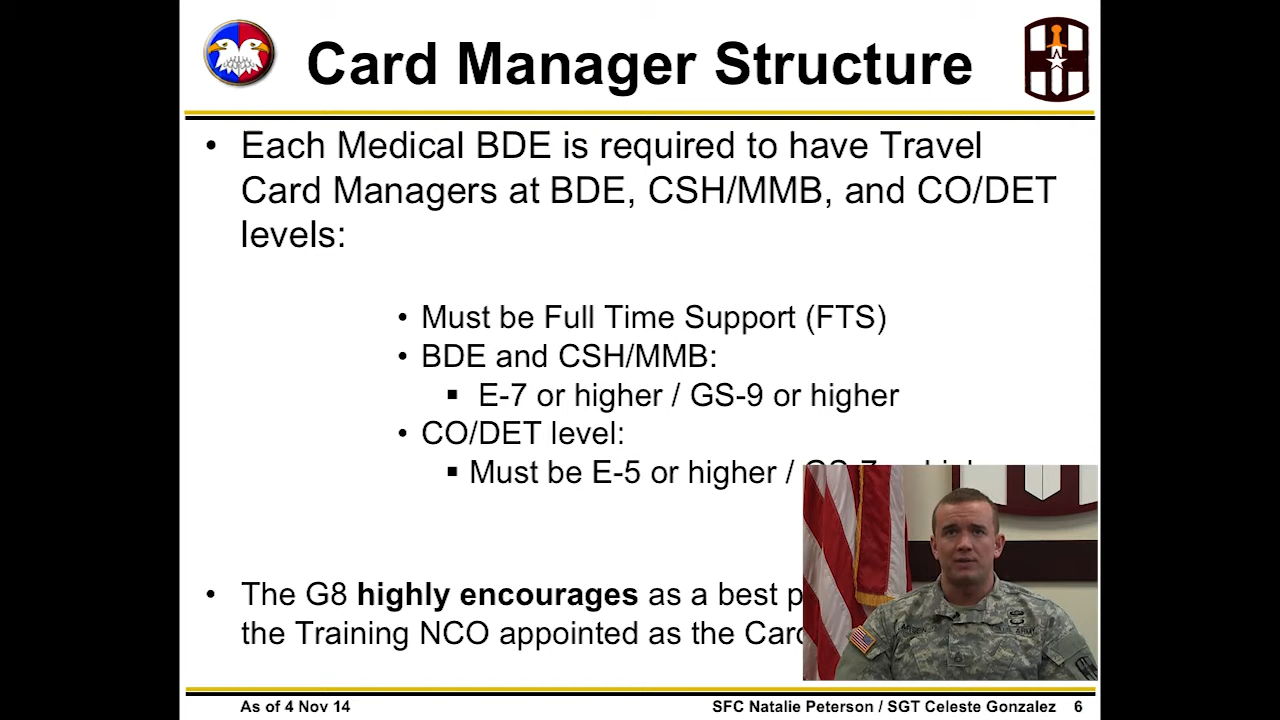 Card Manager Structure
• Each Medical BDE is required to have Travel
Card Managers at BDE, CSH/MMB, and CO/DET
levels:
• Must be Full Time Support (FTS)
• BDE and CSH/MMB:
▪ E-7 or higher / GS-9 or higher
• CO/DET level:
▪ Must be E-5 or higher /
• The G8 highly encourages as a best
the Training NCO appointed as the
U.S. ARMY
As of 4 Nov 14
SFC Natalie Peterson / SGT Celeste Gonzalez 6